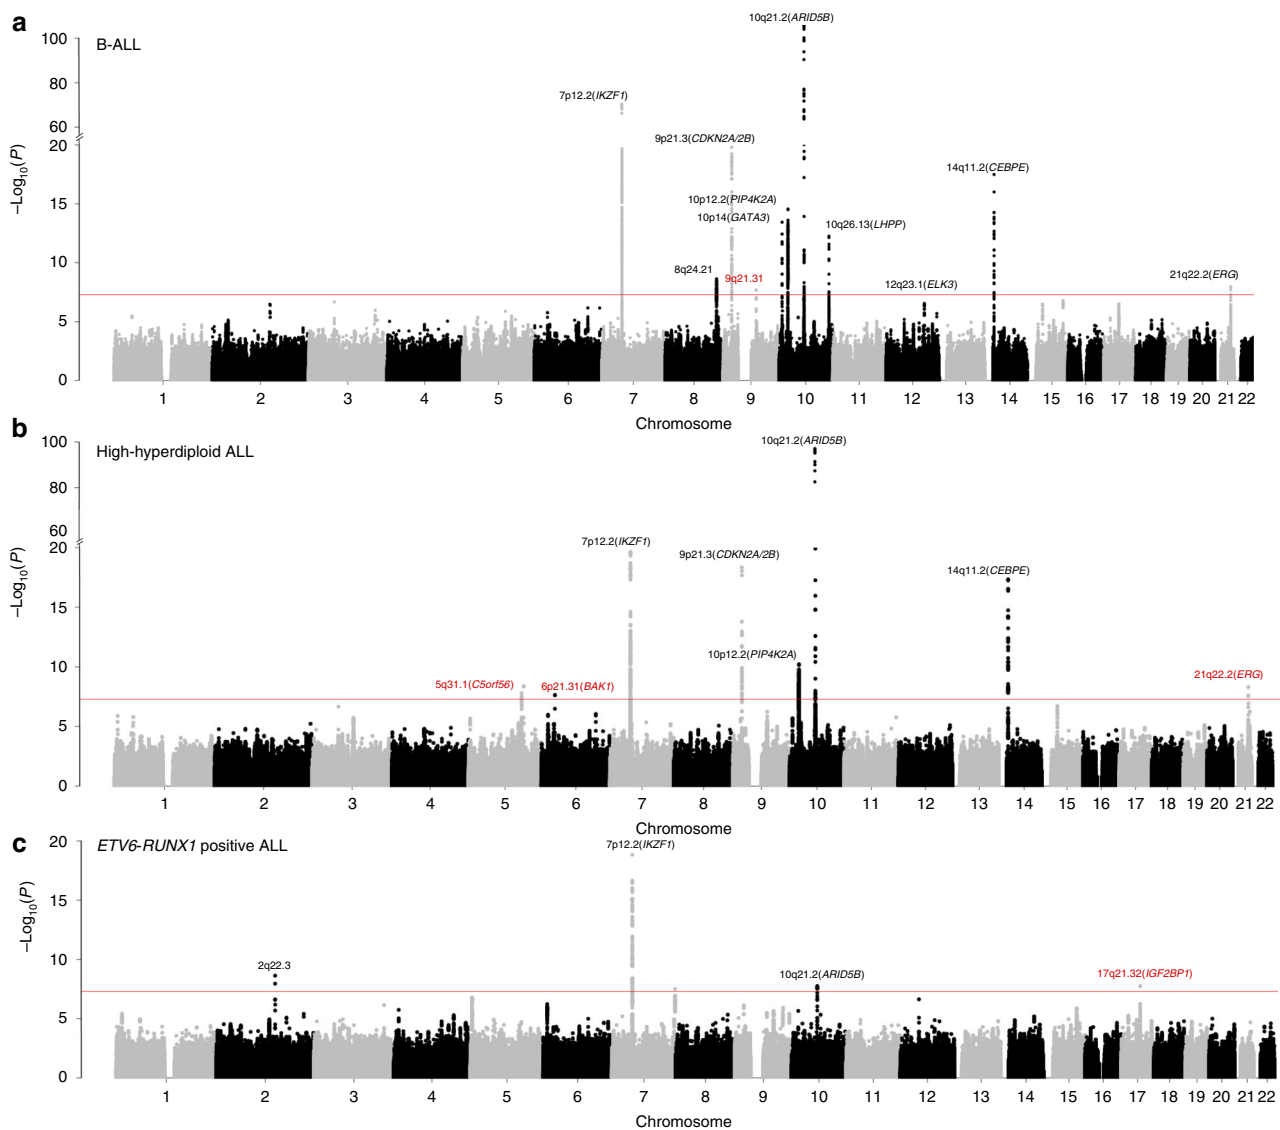 a
B-ALL
10q21.2(ARID5B)
7p12.2(IKZF1)
9p21.3(CDKN2A/2B)
14q11.2(CEBPE)
10p12.2(PIP4K2A)
10p14(GATA3)
10q26.13(LHPP)
8q24.21
9q21.31
12q23.1(ELK3)
21q22.2(ERG)
–Log10(P)
100
80
60
20
15
10
5
0
1 2 3 4 5 6 7 8 9 10 11 12 13 14 15 16 17 18 19 20 21 22
Chromosome
b
High-hyperdiploid ALL
10q21.2(ARID5B)
7p12.2(IKZF1)
9p21.3(CDKN2A/2B)
14q11.2(CEBPE)
10p12.2(PIP4K2A)
5q31.1(C5orf56)
6p21.31(BAK1)
21q22.2(ERG)
–Log10(P)
100
80
60
20
15
10
5
0
1 2 3 4 5 6 7 8 9 10 11 12 13 14 15 16 17 18 19 20 21 22
Chromosome
c
ETV6-RUNX1 positive ALL
7p12.2(IKZF1)
2q22.3
10q21.2(ARID5B)
17q21.32(IGF2BP1)
–Log10(P)
20
15
10
5
0
1 2 3 4 5 6 7 8 9 10 11 12 13 14 15 16 17 18 19 20 21 22
Chromosome